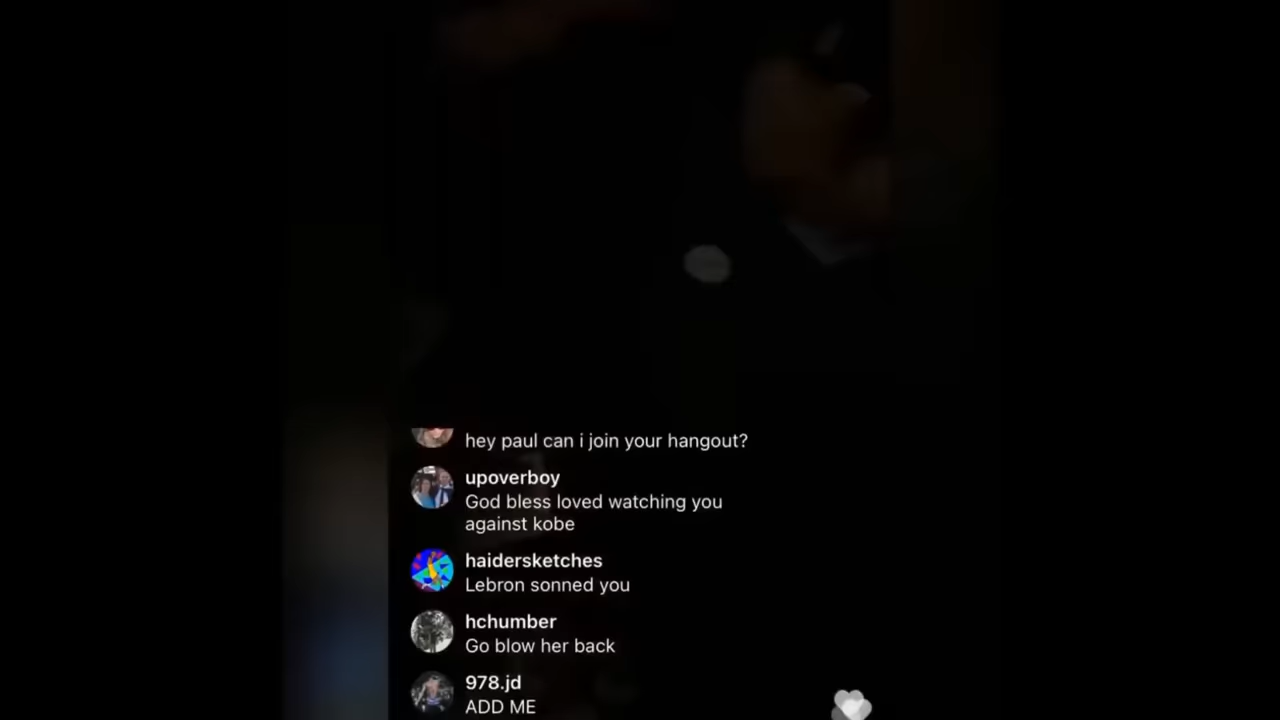 hey paul can i join your hangout?
upoverboy
God bless loved watching you
against kobe
haidersketches
Lebron sonned you
hchumber
Go blow her back
978.jd
ADD ME